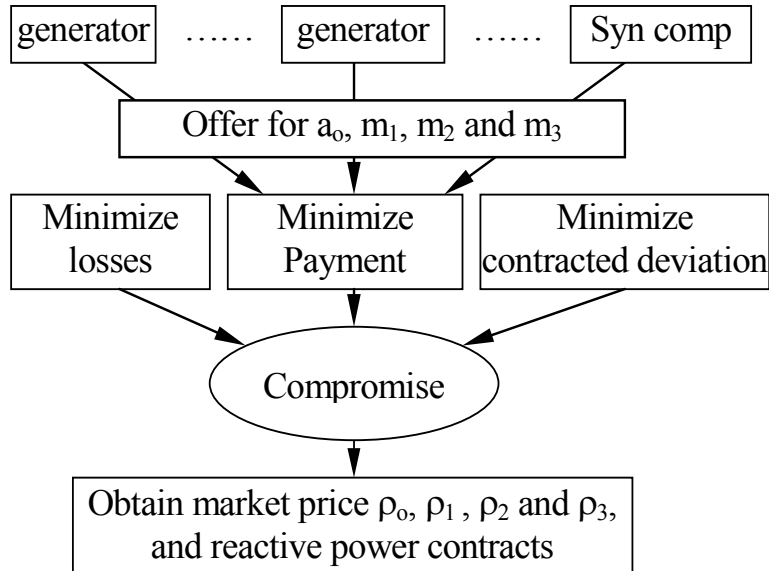 generator …… generator …… Syn comp
Offer for aₒ, m₁, m₂ and m₃
Minimize losses
Minimize Payment
Minimize contracted deviation
Compromise
Obtain market price ρₒ, ρ₁ , ρ₂ and ρ₃,
and reactive power contracts